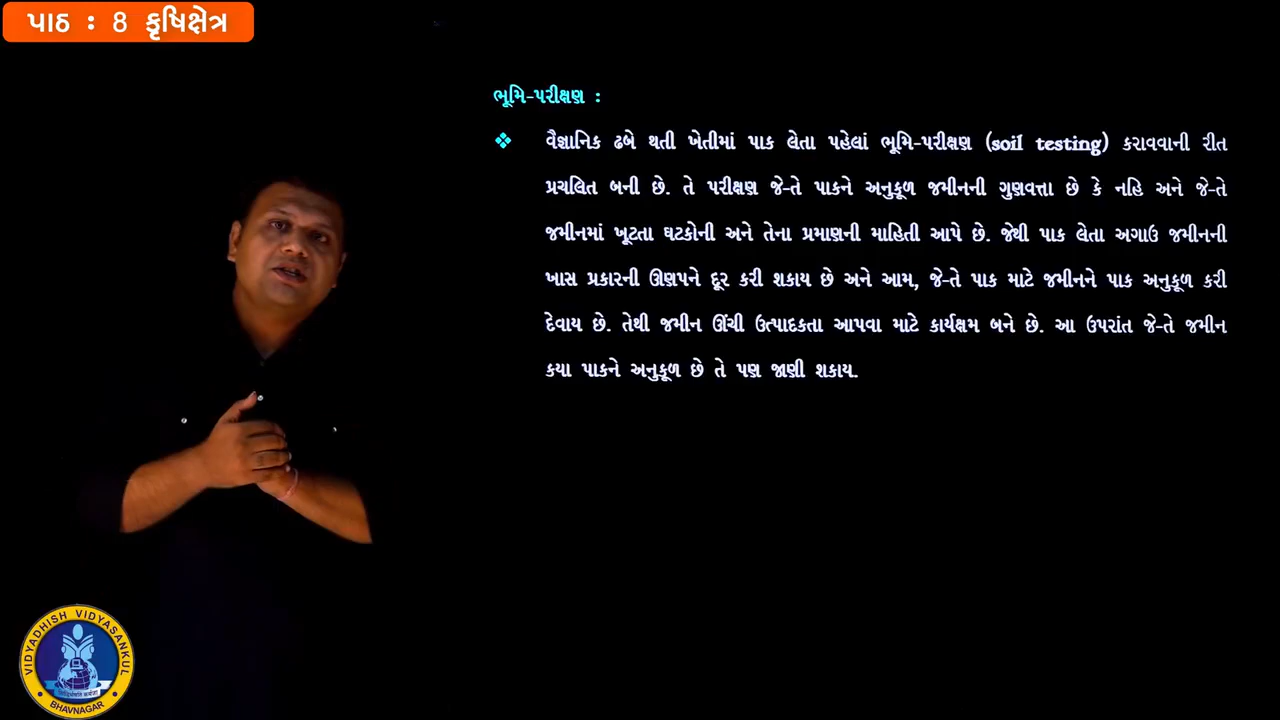 પાઠ : 8 કૃષિક્ષેત્ર
ભૂમિ-પરીક્ષણ :
❖ વૈજ્ઞાનિક ઢબે થતી ખેતીમાં પાક લેતા પહેલાં ભૂમિ-પરીક્ષણ (soil testing) કરાવવાની રીત
પ્રચલિત બની છે. તે પરીક્ષણ જે-તે પાકને અનુકૂળ જમીનની ગુણવત્તા છે કે નહિ અને જે-તે
જમીનમાં ખૂટતા ઘટકોની અને તેના પ્રમાણની માહિતી આપે છે. જેથી પાક લેતા અગાઉ જમીનની
ખાસ પ્રકારની ઊણપને દૂર કરી શકાય છે અને આમ, જે-તે પાક માટે જમીનને પાક અનુકૂળ કરી
દેવાય છે. તેથી જમીન ઊંચી ઉત્પાદકતા આપવા માટે કાર્યક્ષમ બને છે. આ ઉપરાંત જે-તે જમીન
કયા પાકને અનુકૂળ છે તે પણ જાણી શકાય.
VIDYADHISH VIDYASANKUL
BHAVNAGAR